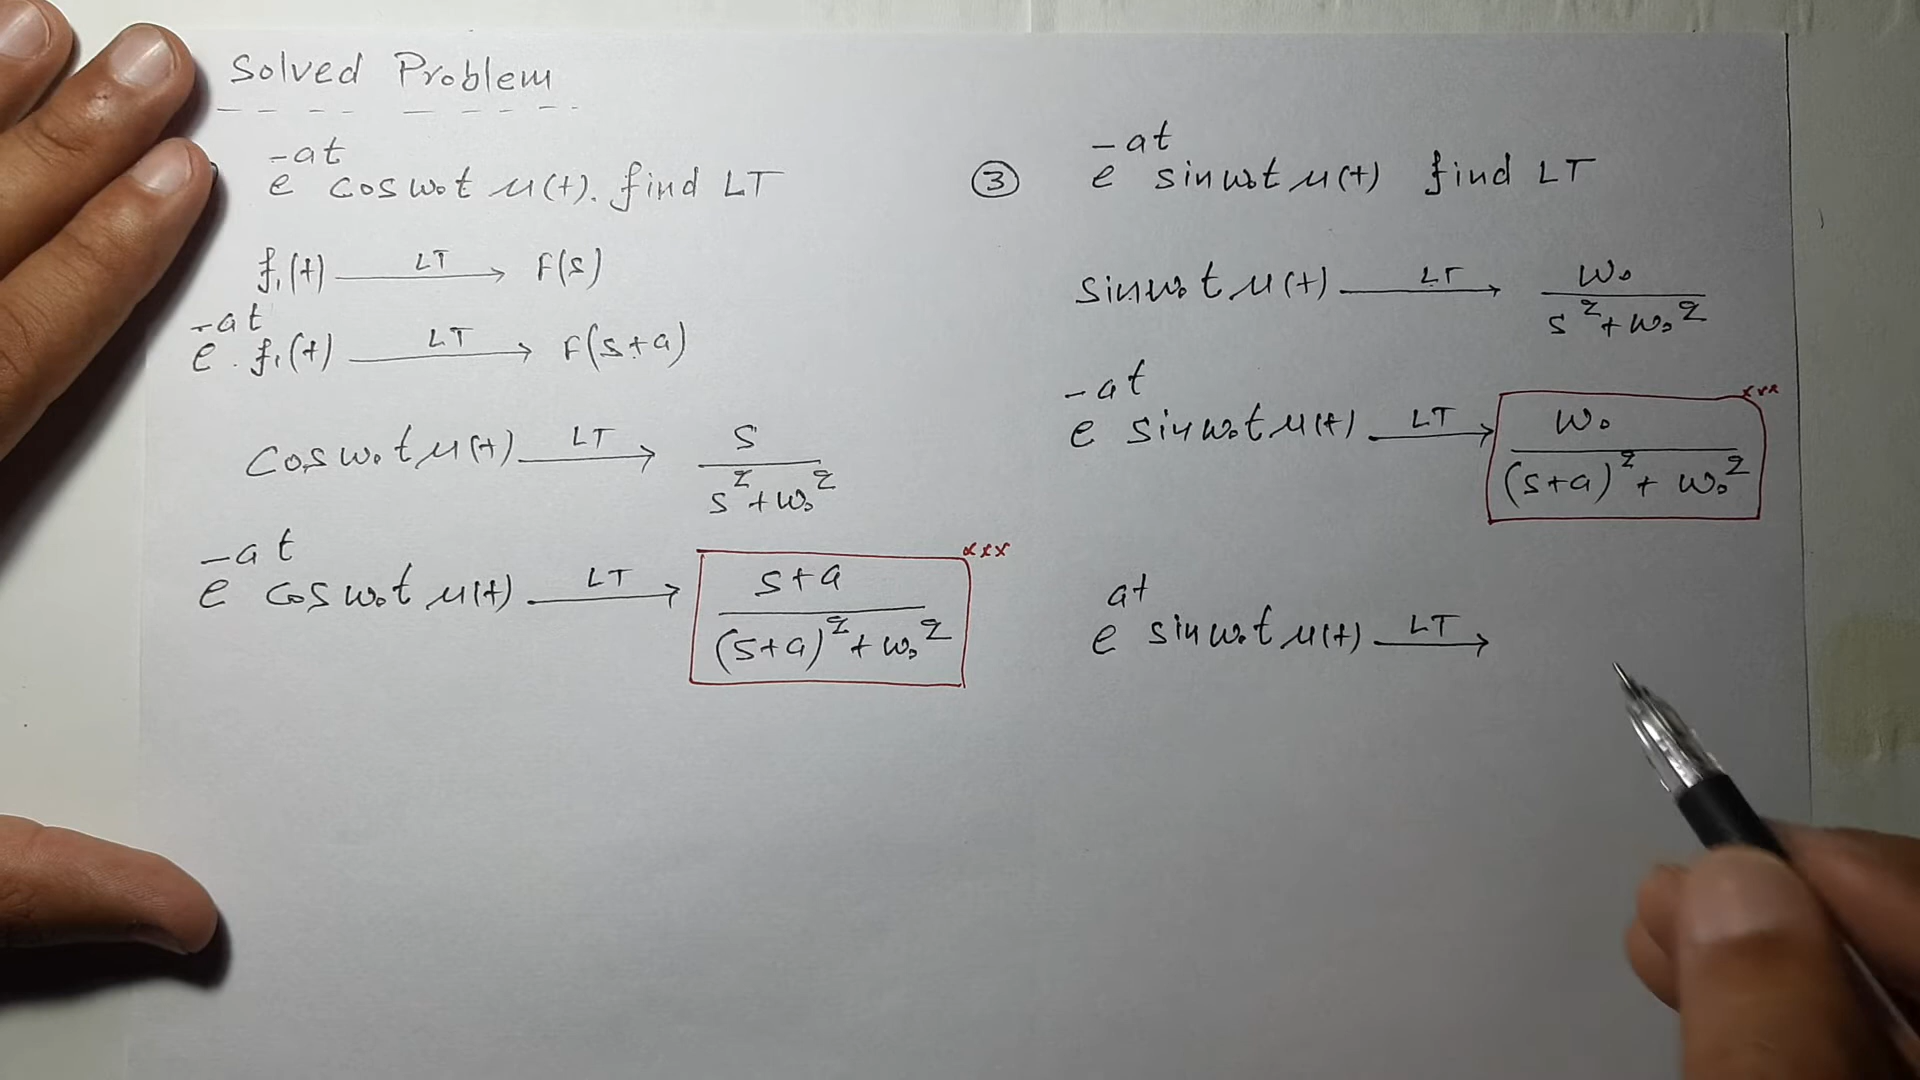 Solved Problem
e^{-at} cos ω₀t u(t). find LT
f₁(t) LT→ F(s)
e^{-at}. f₁(t) LT→ F(s+a)
cos ω₀t u(t) LT→ s/(s²+ω₀²)
e^{-at} cos ω₀t u(t) LT→ (s+a)/((s+a)²+ω₀²) xxx
③ e^{-at} sin ω₀t u(t) find LT
sin ω₀t u(t) LT→ ω₀/(s²+ω₀²)
e^{-at} sin ω₀t u(t) LT→ ω₀/((s+a)²+ω₀²) xxx
e^{at} sin ω₀t u(t) LT→